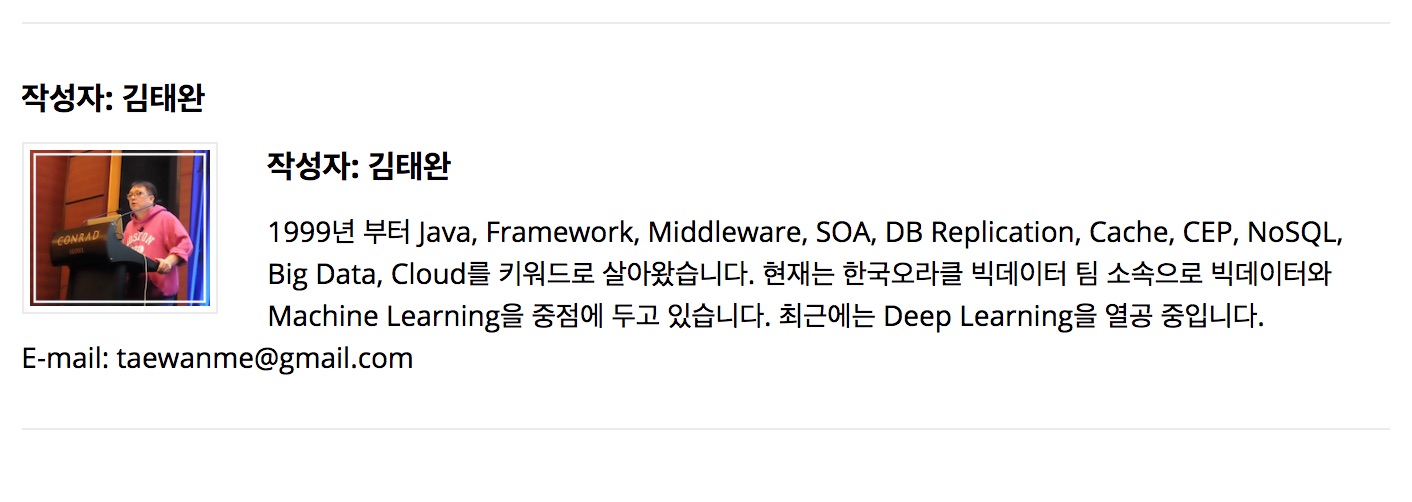 작성자: 김태완
작성자: 김태완
1999년 부터 Java, Framework, Middleware, SOA, DB Replication, Cache, CEP, NoSQL,
Big Data, Cloud를 키워드로 살아왔습니다. 현재는 한국오라클 빅데이터 팀 소속으로 빅데이터와
Machine Learning을 중점에 두고 있습니다. 최근에는 Deep Learning을 열공 중입니다.
E-mail: taewanme@gmail.com
CONRAD